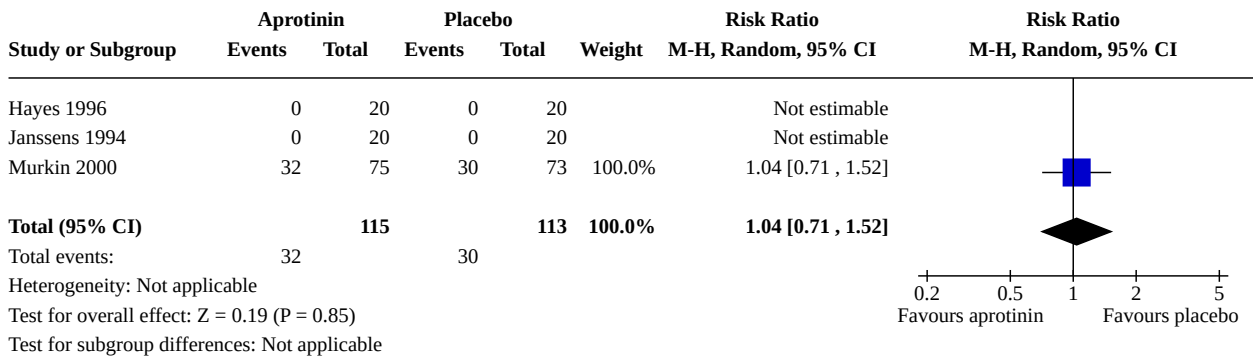 Aprotinin Placebo Risk Ratio Risk Ratio
Study or Subgroup Events Total Events Total Weight M-H, Random, 95% CI M-H, Random, 95% CI
Hayes 1996 0 20 0 20 Not estimable
Janssens 1994 0 20 0 20 Not estimable
Murkin 2000 32 75 30 73 100.0% 1.04 [0.71 , 1.52]
Total (95% CI) 115 113 100.0% 1.04 [0.71 , 1.52]
Total events: 32 30
Heterogeneity: Not applicable
0.2 0.5 1 2 5
Test for overall effect: Z = 0.19 (P = 0.85) Favours aprotinin Favours placebo
Test for subgroup differences: Not applicable